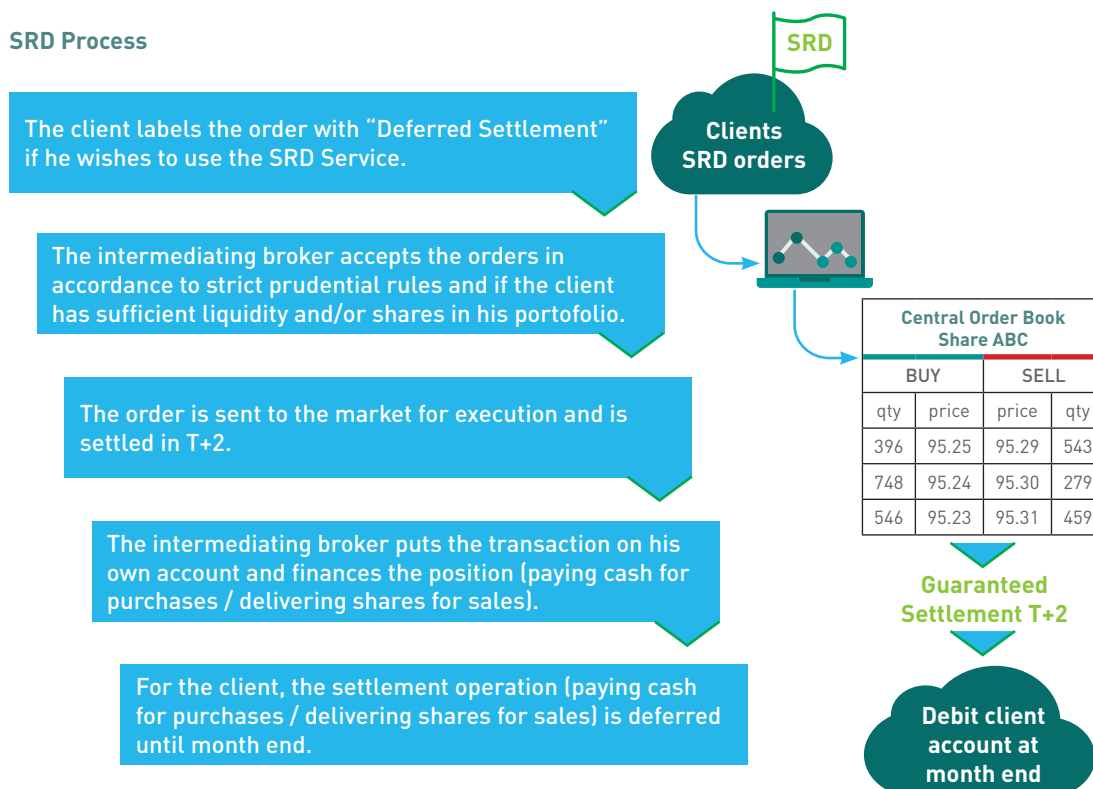 SRD Process
SRD
Clients
SRD orders
The client labels the order with “Deferred Settlement”
if he wishes to use the SRD Service.
The intermediating broker accepts the orders in
accordance to strict prudential rules and if the client
has sufficient liquidity and/or shares in his portofolio.
The order is sent to the market for execution and is
settled in T+2.
The intermediating broker puts the transaction on his
own account and finances the position (paying cash for
purchases / delivering shares for sales).
For the client, the settlement operation (paying cash
for purchases / delivering shares for sales) is deferred
until month end.
Central Order Book
Share ABC
BUY SELL
qty price price qty
396 95.25 95.29 543
748 95.24 95.30 279
546 95.23 95.31 459
Guaranteed
Settlement T+2
Debit client
account at
month end